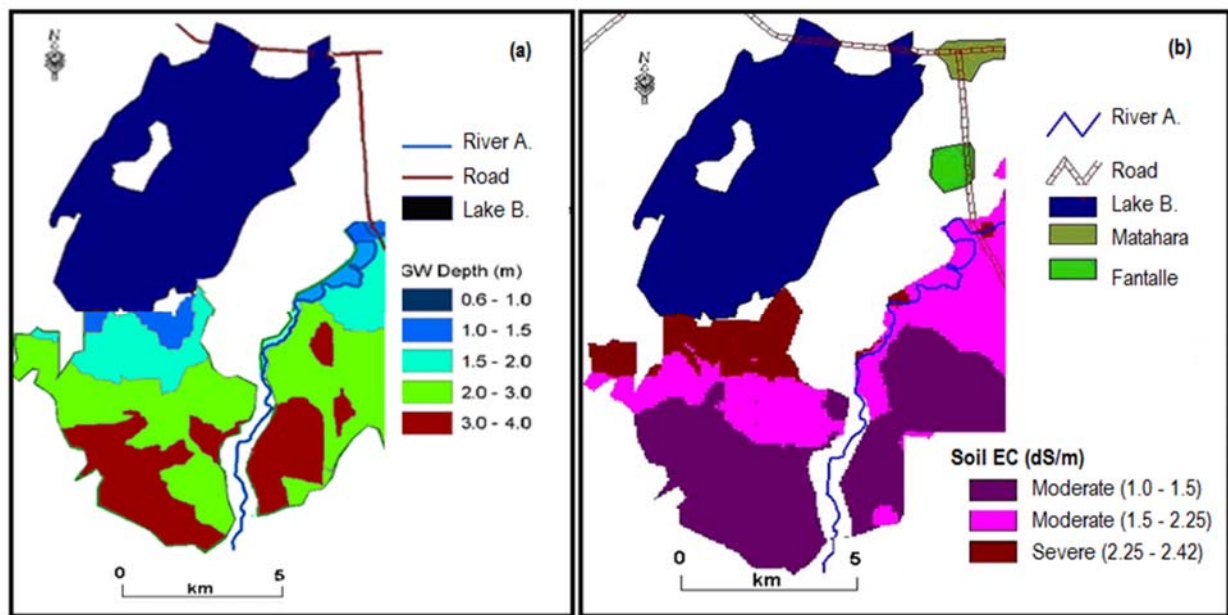 N
(a)
River A.
Road
Lake B.
GW Depth (m)
0.6 - 1.0
1.0 - 1.5
1.5 - 2.0
2.0 - 3.0
3.0 - 4.0
0 5
km
N
(b)
River A.
Road
Lake B.
Matahara
Fantalle
Soil EC (dS/m)
Moderate (1.0 - 1.5)
Moderate (1.5 - 2.25)
Severe (2.25 - 2.42)
0 5
km